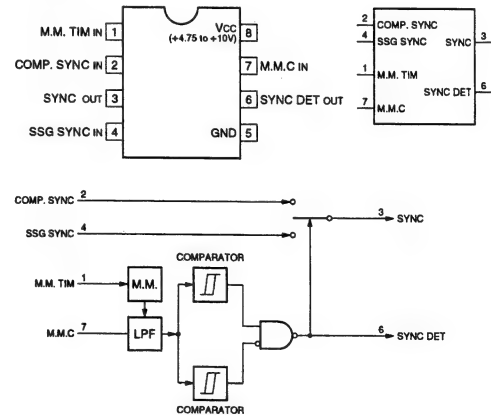 M.M. TIM IN 1
COMP. SYNC IN 2
SYNC OUT 3
SSG SYNC IN 4
VCC 8
(+4.75 to +10V)
7 M.M.C IN
6 SYNC DET OUT
GND 5
2 COMP. SYNC
4 SSG SYNC
SYNC 3
1 M.M. TIM
SYNC DET 6
7 M.M.C
COMP. SYNC 2
3 SYNC
SSG SYNC 4
COMPARATOR
M.M. TIM 1
M.M.
M.M.C 7
LPF
6 SYNC DET
COMPARATOR